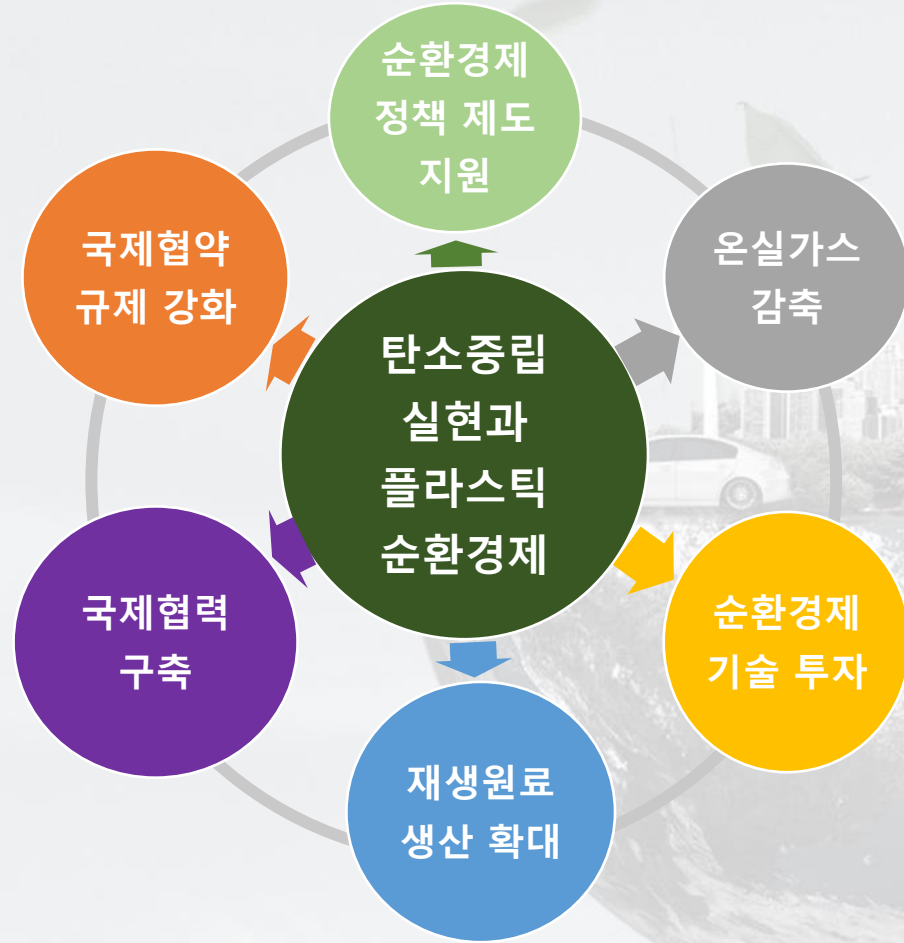 순환경제
정책 제도
지원
국제협약
규제 강화
온실가스
감축
탄소중립
실현과
플라스틱
순환경제
국제협력
구축
순환경제
기술 투자
재생원료
생산 확대